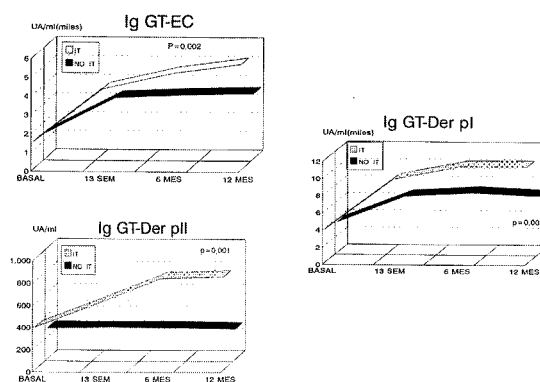 Ig GT-EC
UA/ml(miles)
P=0,002
IT
NO IT
6
5
4
3
2
1
0
BASAL
13 SEM
6 MES
12 MES
Ig GT-Der pI
UA/ml(miles)
IT
NO IT
12
10
8
6
4
2
0
BASAL
13 SEM
6 MES
12 MES
Ig GT-Der pII
UA/ml
p=0,001
IT
NO IT
1.000
800
600
400
200
0
BASAL
13 SEM
6 MES
12 MES